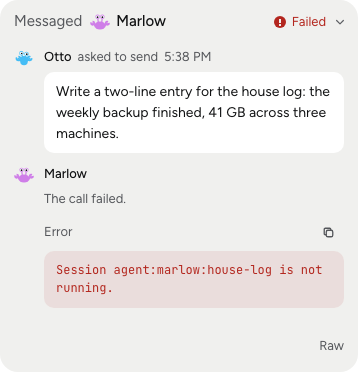 Messaged Marlow Failed
Otto asked to send 5:38 PM
Write a two-line entry for the house log: the
weekly backup finished, 41 GB across three
machines.
Marlow
The call failed.
Error
Session agent:marlow:house-log is not
running.
Raw